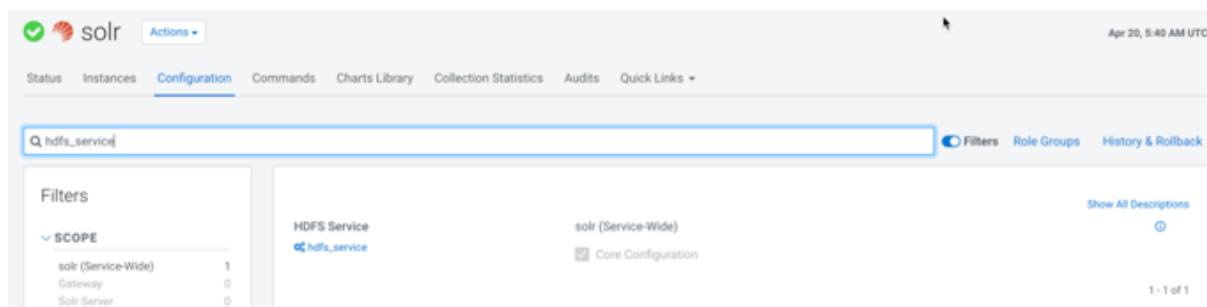 solr Actions
Apr 20, 5:40 AM UTC
Status Instances Configuration Commands Charts Library Collection Statistics Audits Quick Links
hdfs_service
Filters Role Groups History & Rollback
Filters
Show All Descriptions
HDFS Service solr (Service-Wide)
SCOPE
hdfs_service Core Configuration
solr (Service-Wide) 1
Gateway 0
Solr Server 0
1 - 1 of 1